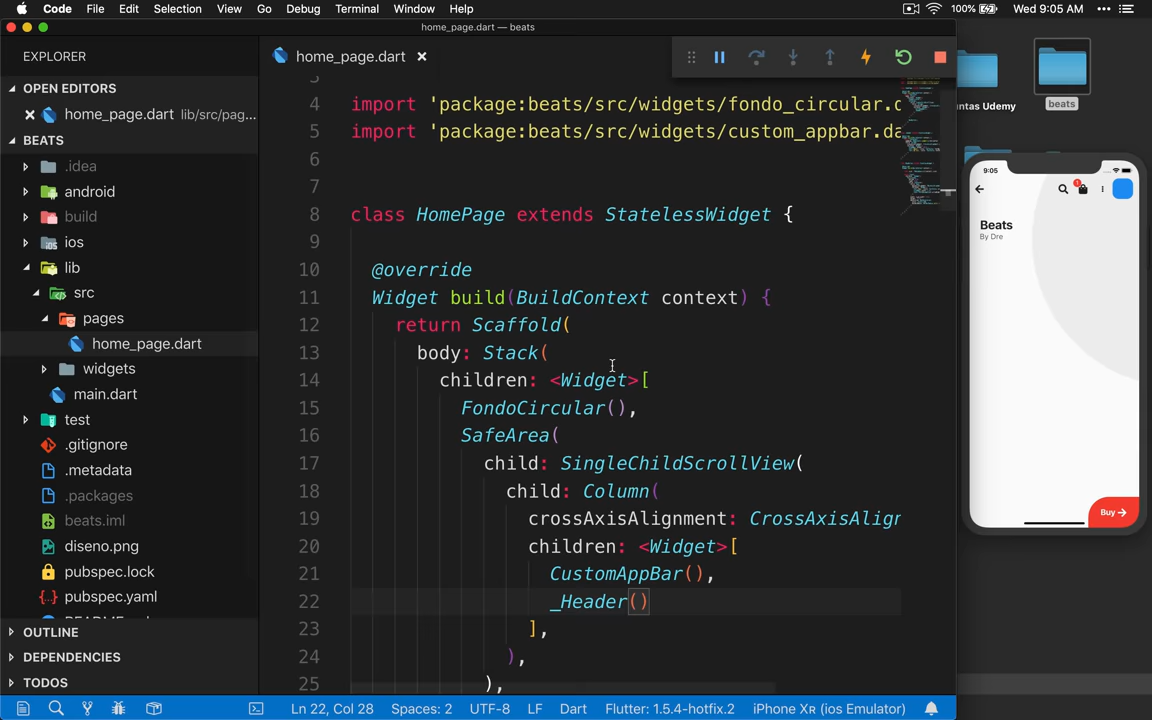 Code File Edit Selection View Go Debug Terminal Window Help 100% Wed 9:05 AM
home_page.dart — beats
EXPLORER
OPEN EDITORS
home_page.dart lib/src/pag...
BEATS
.idea
android
build
ios
lib
src
pages
home_page.dart
widgets
main.dart
test
.gitignore
.metadata
.packages
beats.iml
diseno.png
pubspec.lock
pubspec.yaml
OUTLINE
DEPENDENCIES
TODOS
home_page.dart
4 import 'package:beats/src/widgets/fondo_circular.d
5 import 'package:beats/src/widgets/custom_appbar.da
6
7
8 class HomePage extends StatelessWidget {
9
10 @override
11 Widget build(BuildContext context) {
12 return Scaffold(
13 body: Stack(
14 children: <Widget>[
15 FondoCircular(),
16 SafeArea(
17 child: SingleChildScrollView(
18 child: Column(
19 crossAxisAlignment: CrossAxisAlign
20 children: <Widget>[
21 CustomAppBar(),
22 _Header()
23 ],
24 ),
25 ),
Ln 22, Col 28 Spaces: 2 UTF-8 LF Dart Flutter: 1.5.4-hotfix.2 iPhone Xʀ (ios Emulator)
untas Udemy
beats
9:05
1
Beats
By Dre
Buy